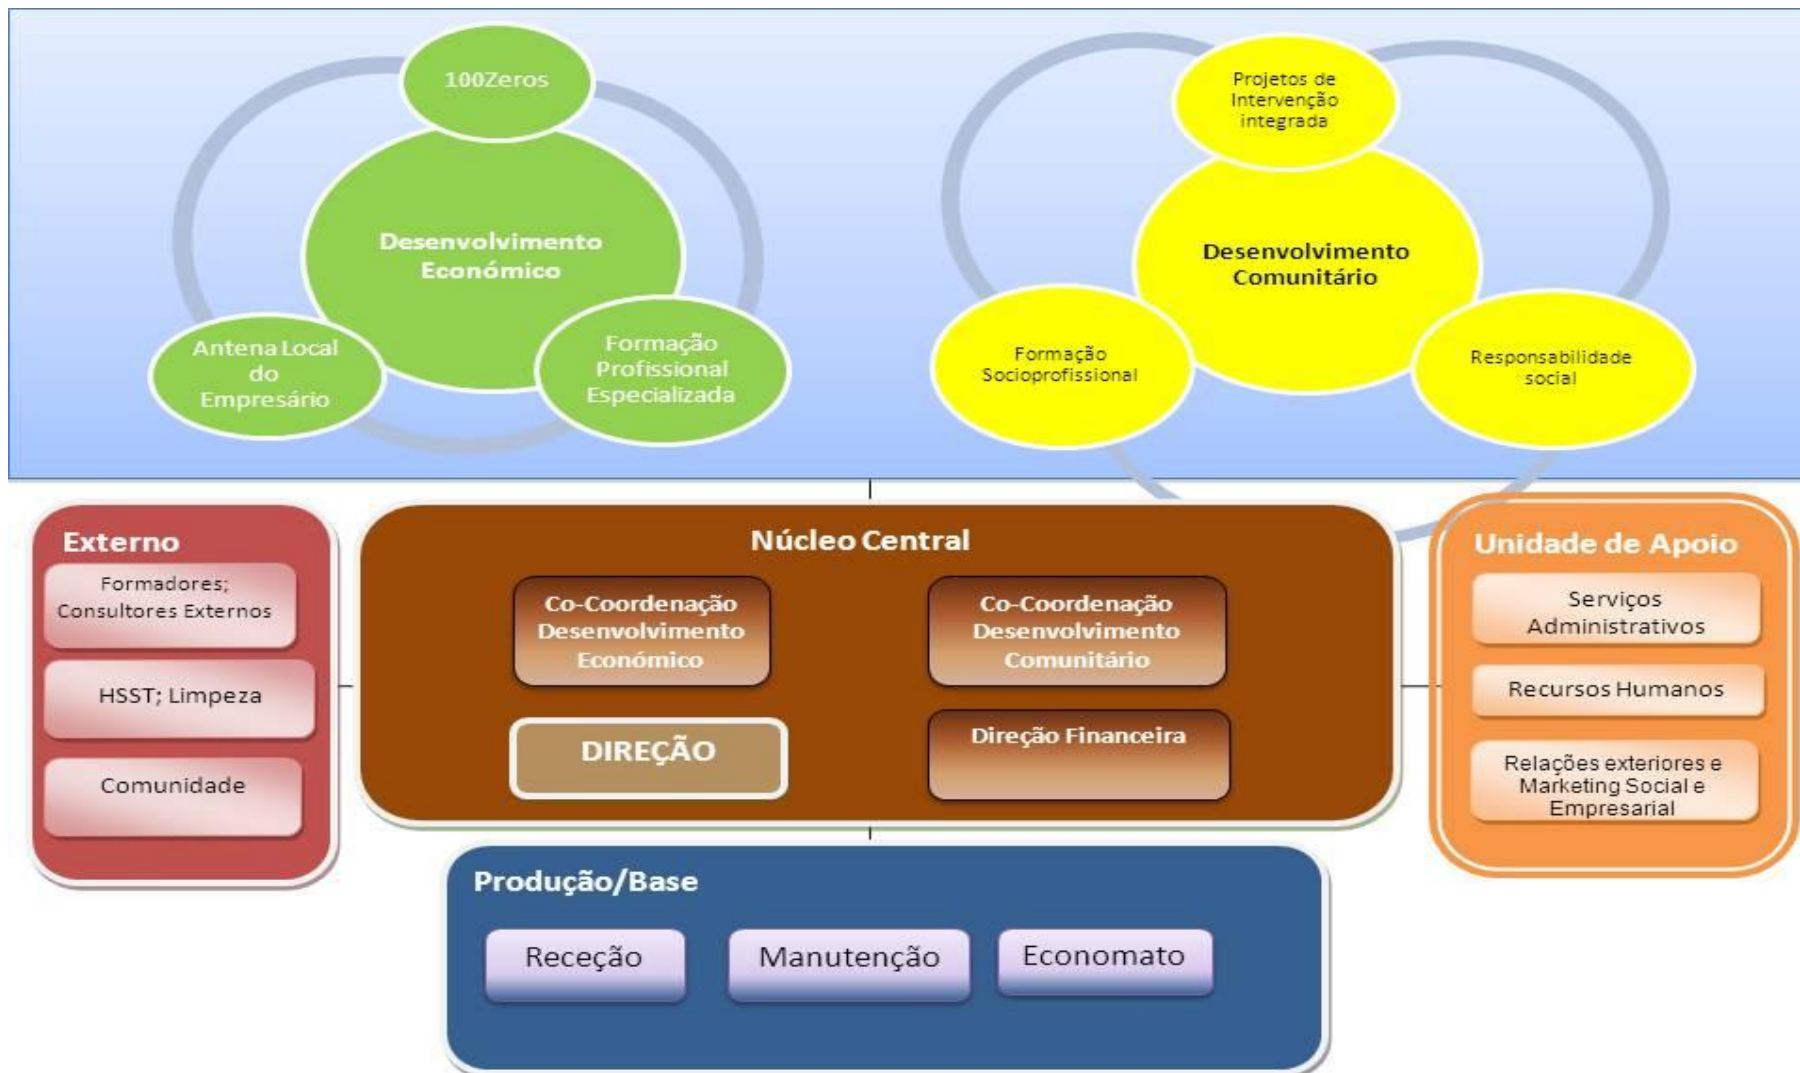 100Zeros
Desenvolvimento
Económico
Antena Local
do
Empresário
Formação
Profissional
Especializada
Projetos de
Intervenção
integrada
Desenvolvimento
Comunitário
Formação
Socioprofissional
Responsabilidade
social
Externo
Formadores;
Consultores Externos
HSST; Limpeza
Comunidade
Núcleo Central
Co-Coordenação
Desenvolvimento
Económico
Co-Coordenação
Desenvolvimento
Comunitário
DIREÇÃO
Direção Financeira
Unidade de Apoio
Serviços
Administrativos
Recursos Humanos
Relações exteriores e
Marketing Social e
Empresarial
Produção/Base
Receção
Manutenção
Economato